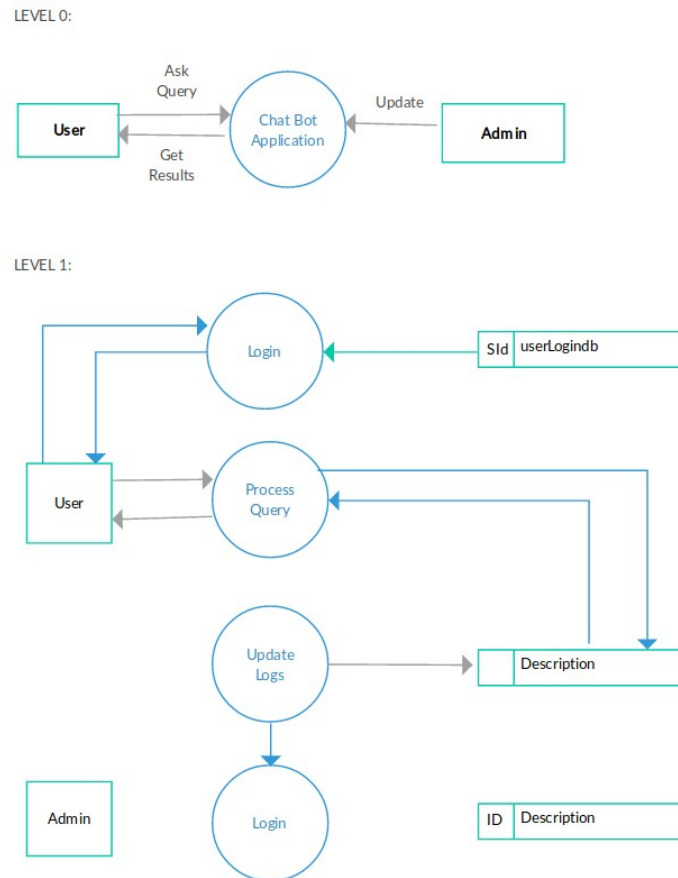 LEVEL 0:
Ask
Query
User
Get
Results
Chat Bot
Application
Update
Admin
LEVEL 1:
Login
SId
userLogindb
User
Process
Query
Update
Logs
Description
Admin
Login
ID
Description